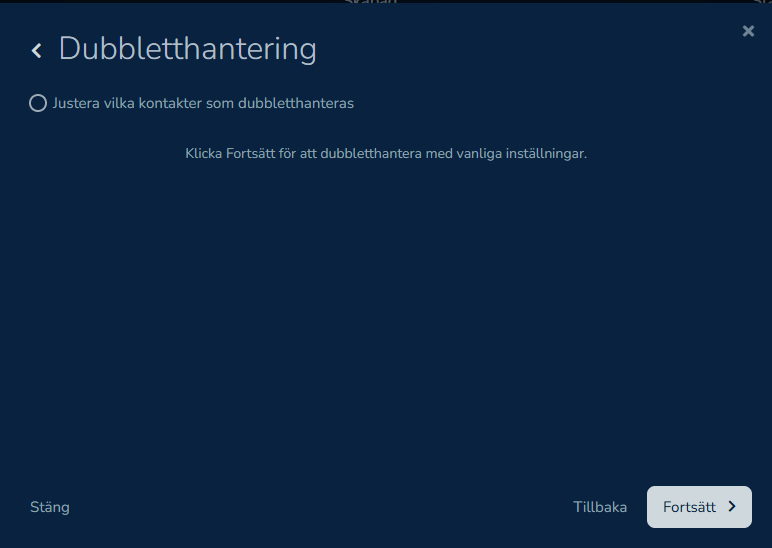 Dubbletthantering
Justera vilka kontakter som dubbletthanteras
Klicka Fortsätt för att dubbletthantera med vanliga inställningar.
Stäng
Tillbaka
Fortsätt